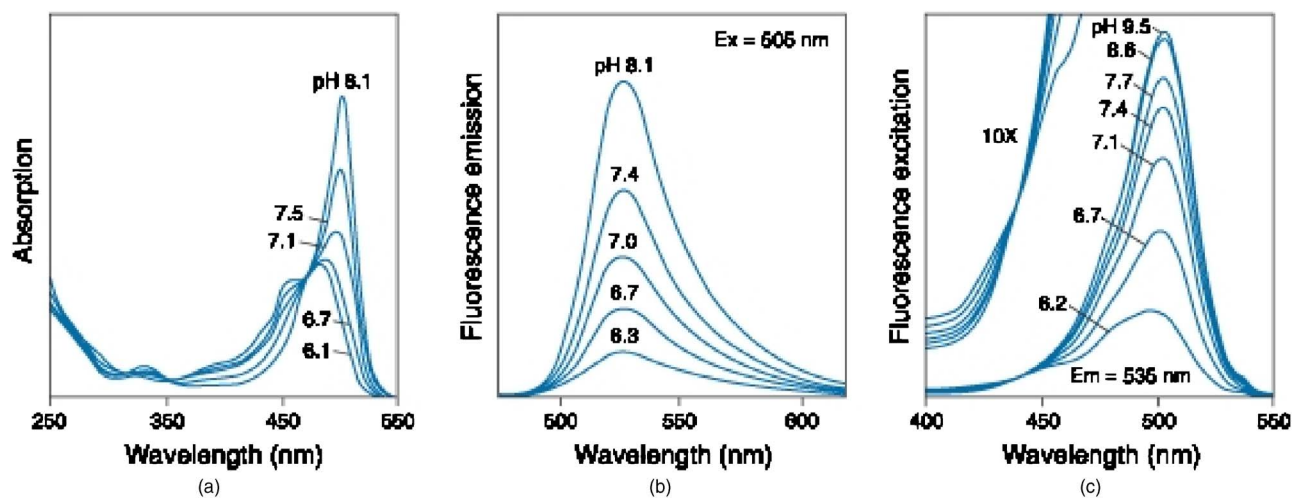 Absorption
pH 8.1
7.5
7.1
6.7
6.1
250
350
450
550
Wavelength (nm)
(a)
Fluorescence emission
Ex = 505 nm
pH 8.1
7.4
7.0
6.7
6.3
500
550
600
Wavelength (nm)
(b)
Fluorescence excitation
pH 9.5
8.6
7.7
7.4
7.1
6.7
6.2
10X
Em = 535 nm
400
450
500
550
Wavelength (nm)
(c)